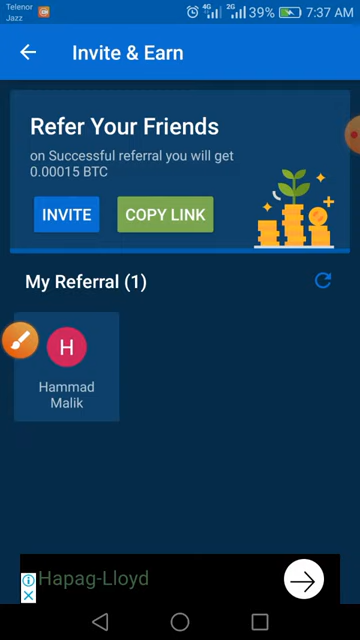 Telenor
Jazz
4G
2G
39%
7:37 AM
Invite & Earn
Refer Your Friends
on Successful referral you will get
0.00015 BTC
INVITE
COPY LINK
My Referral (1)
H
Hammad
Malik
Hapag-Lloyd